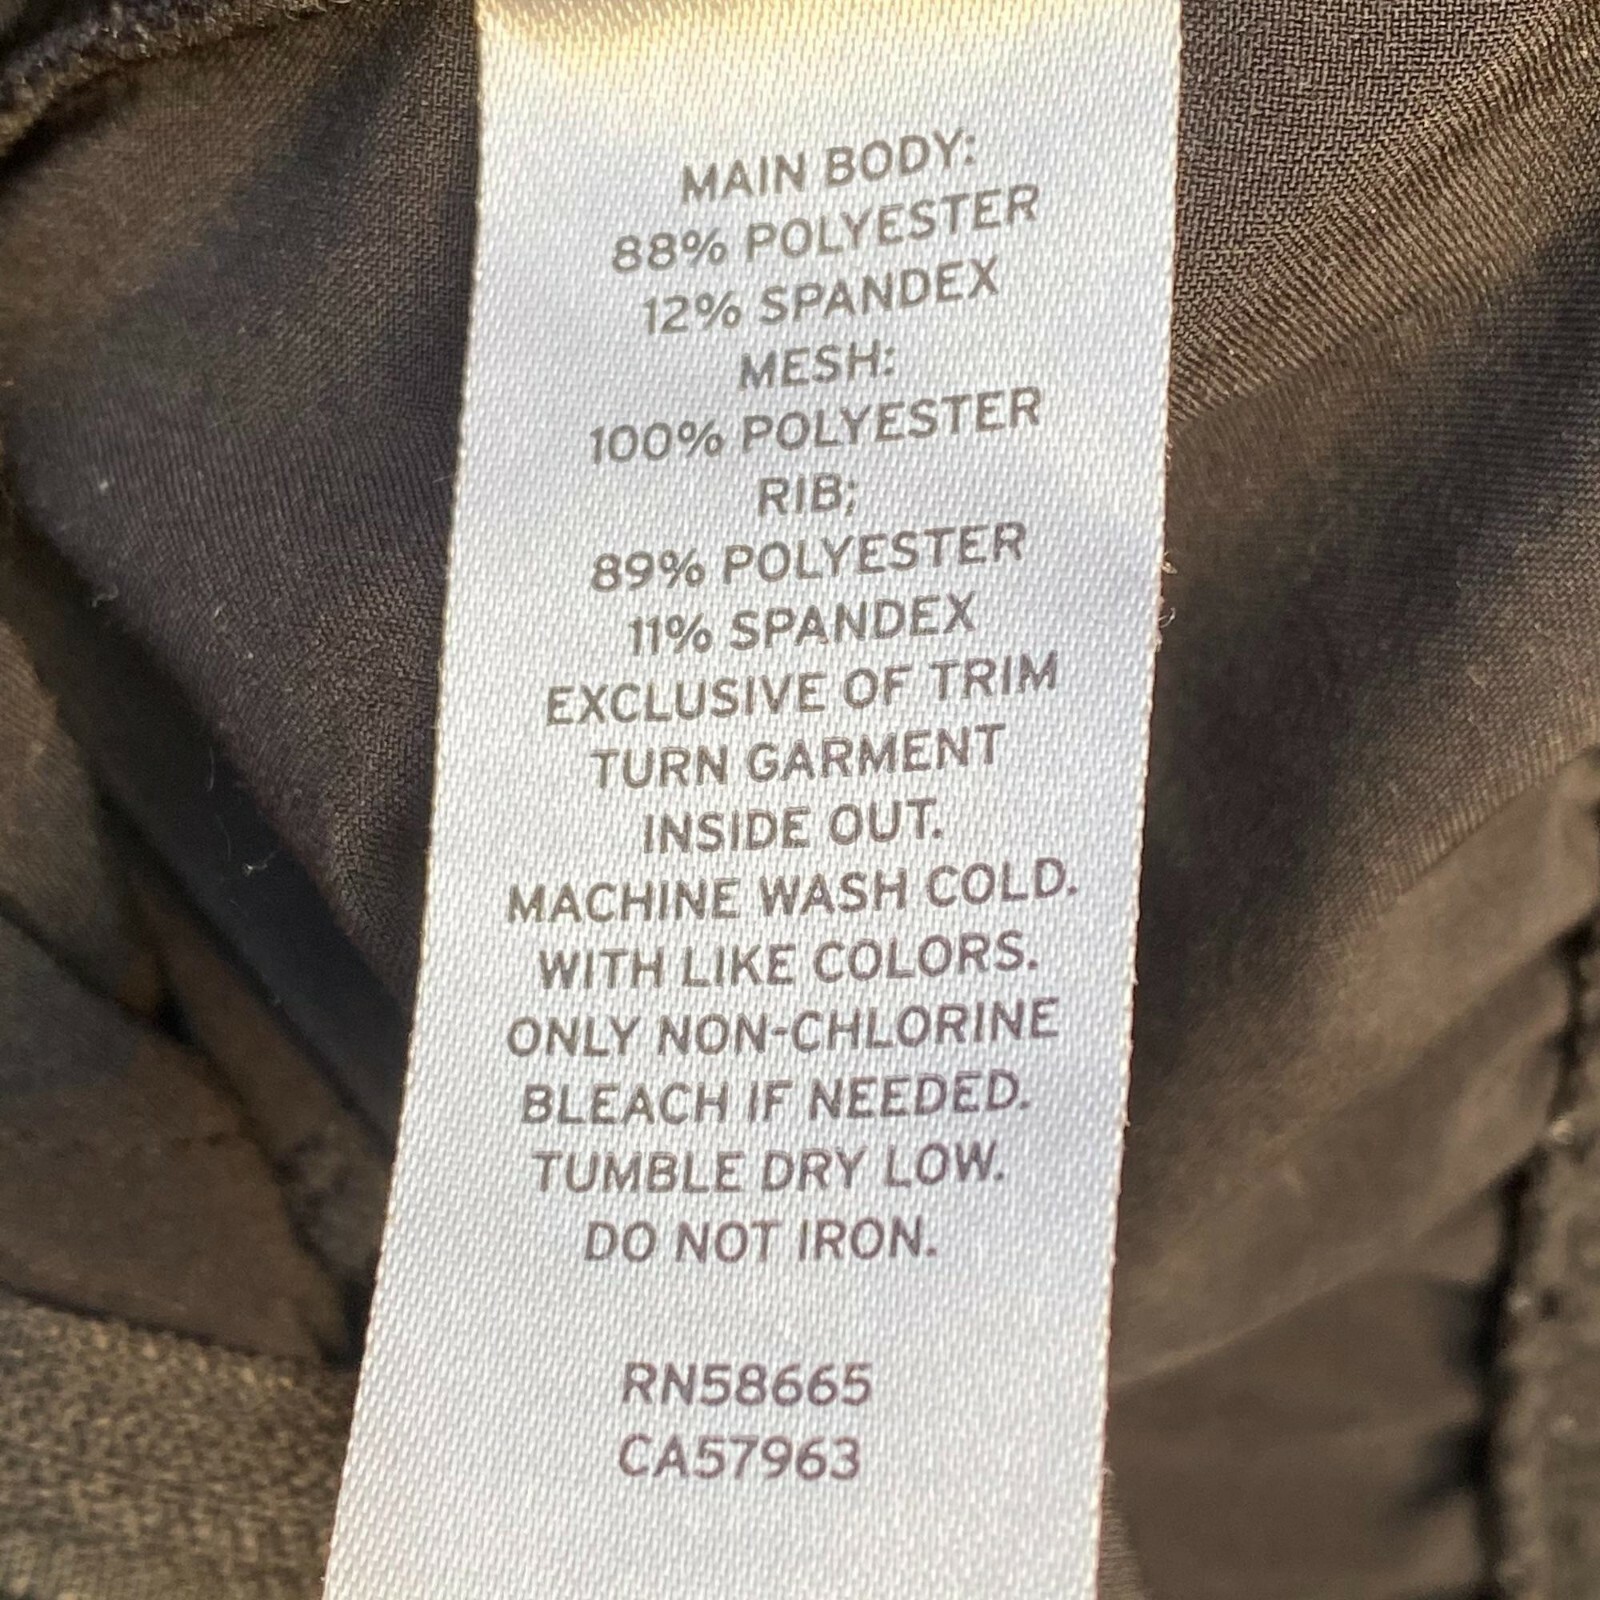 MAIN BODY:
88% POLYESTER
12% SPANDEX
MESH:
100% POLYESTER
RIB;
89% POLYESTER
11% SPANDEX
EXCLUSIVE OF TRIM
TURN GARMENT
INSIDE OUT.
MACHINE WASH COLD.
WITH LIKE COLORS.
ONLY NON-CHLORINE
BLEACH IF NEEDED.
TUMBLE DRY LOW.
DO NOT IRON.
RN58665
CA57963